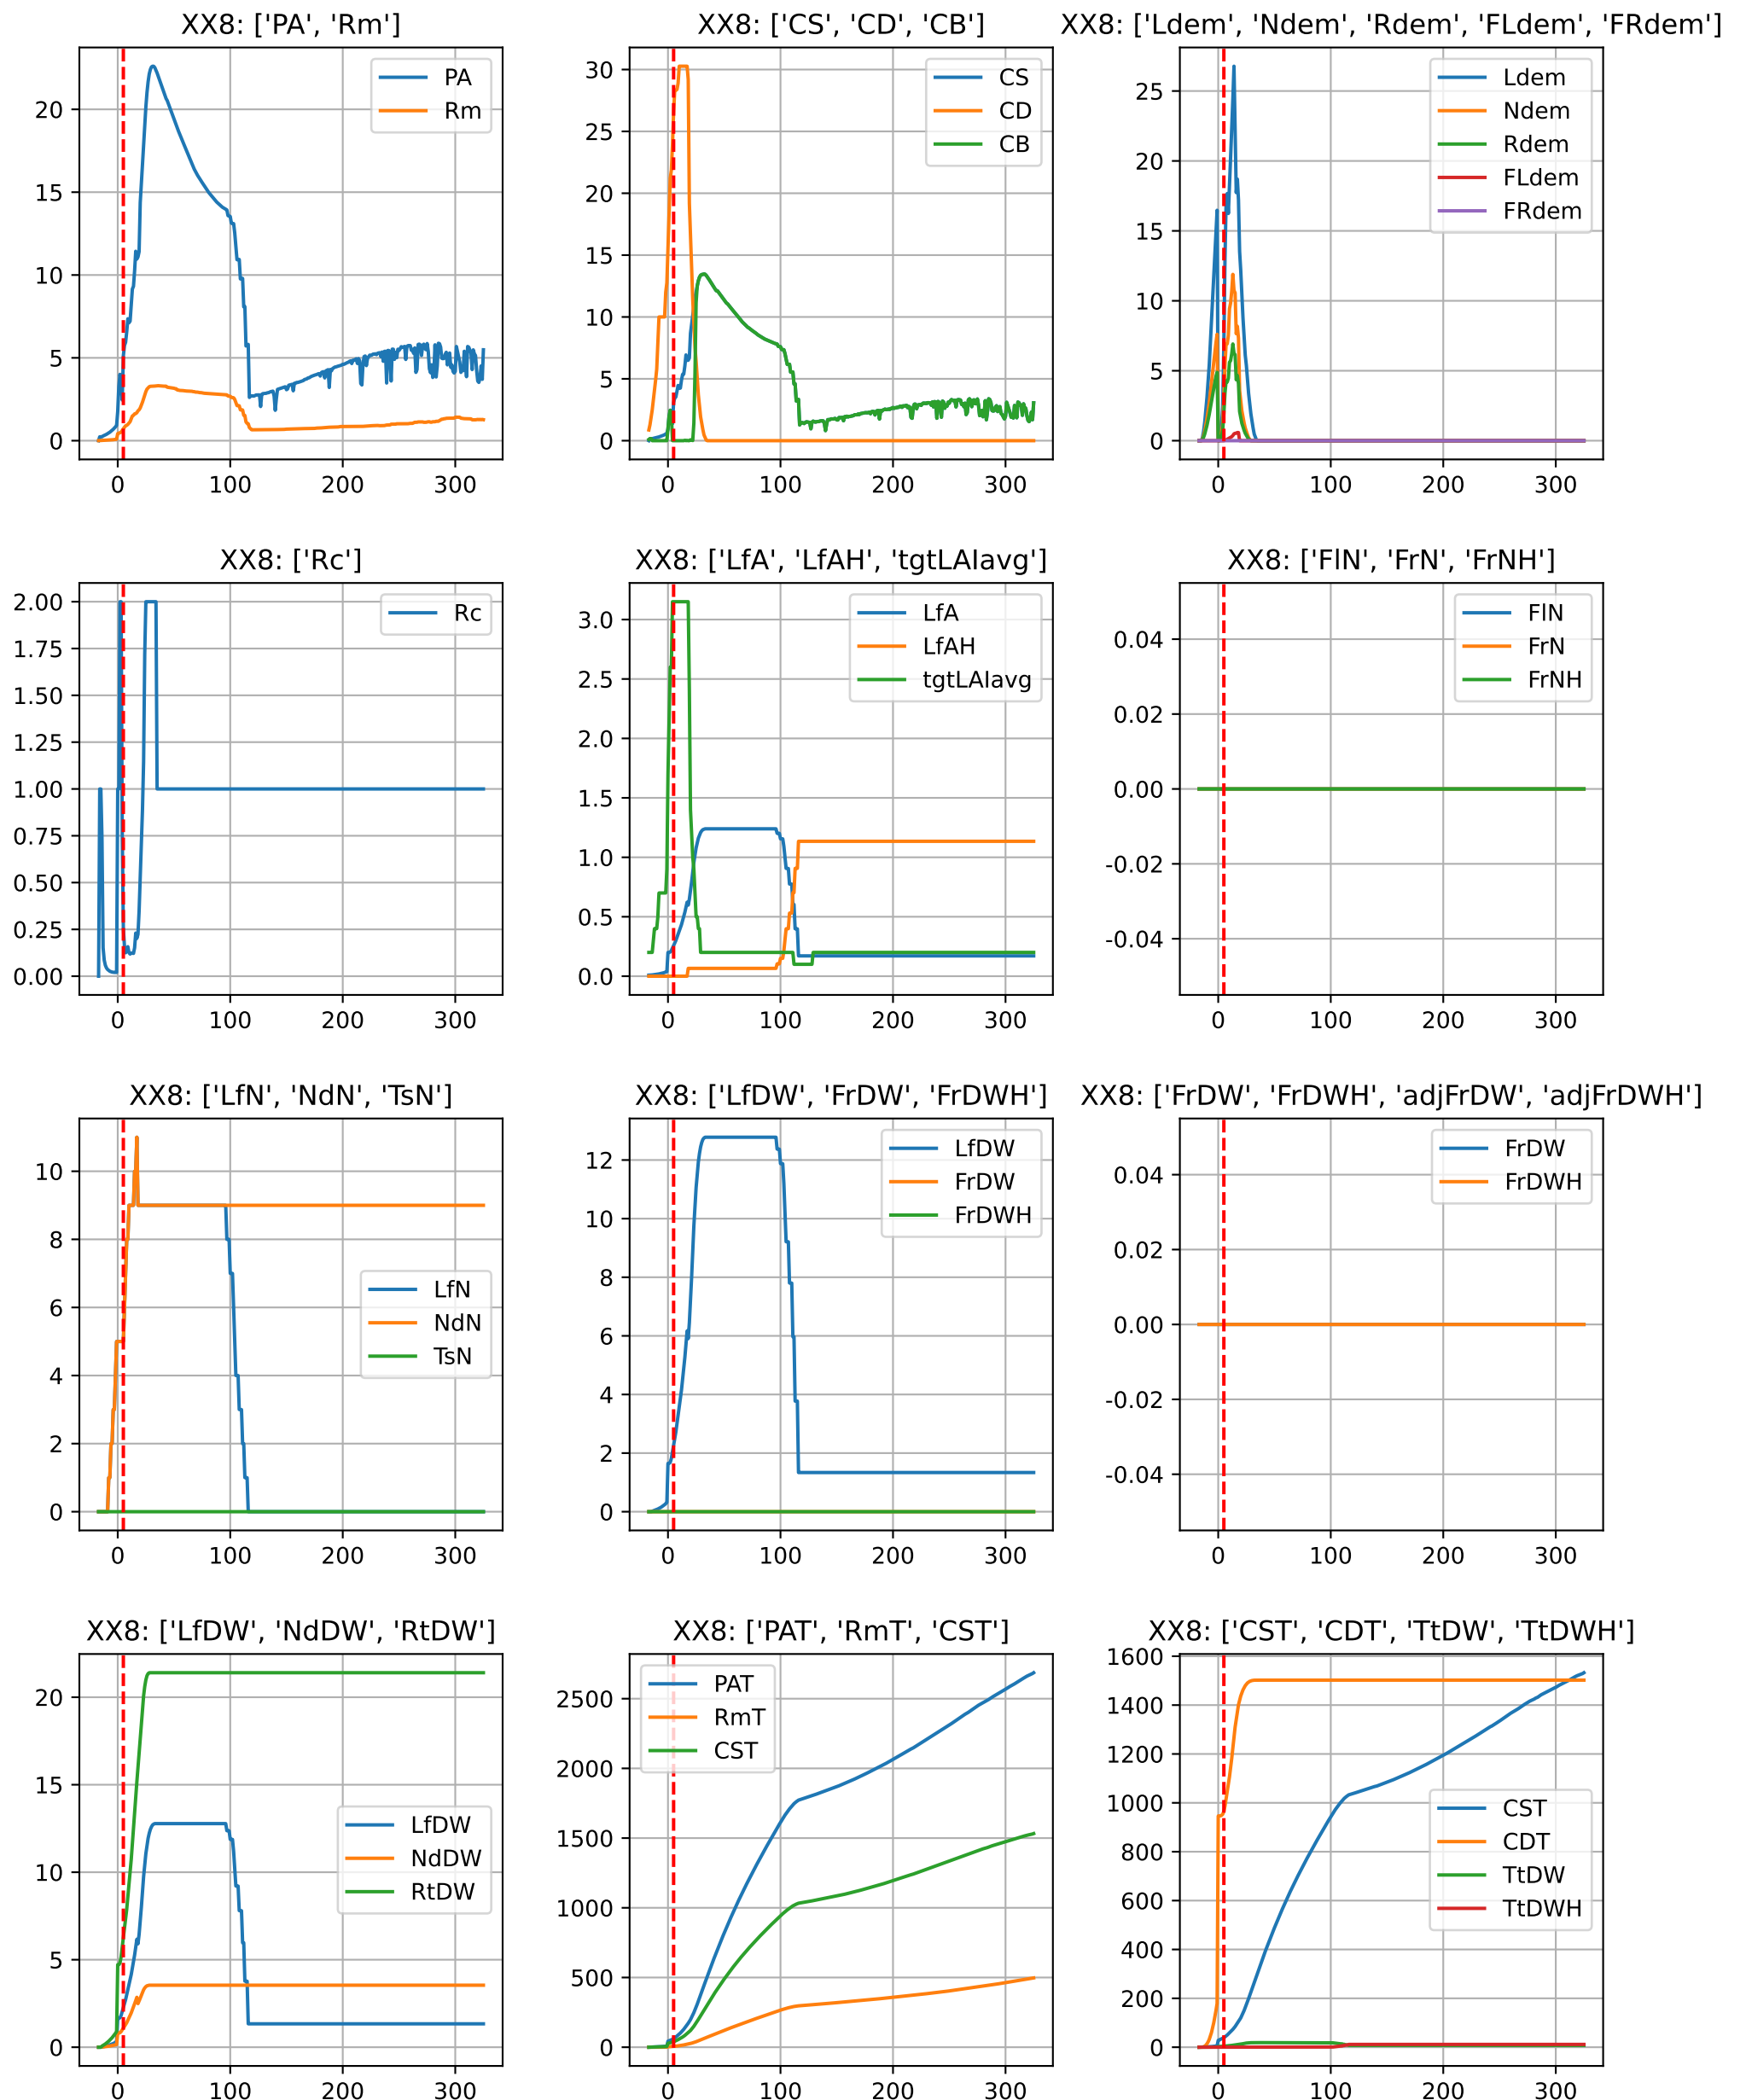 XX8: ['PA', 'Rm']
PA
Rm
0
5
10
15
20
0
100
200
300
XX8: ['CS', 'CD', 'CB']
CS
CD
CB
0
5
10
15
20
25
30
0
100
200
300
XX8: ['Ldem', 'Ndem', 'Rdem', 'FLdem', 'FRdem']
Ldem
Ndem
Rdem
FLdem
FRdem
0
5
10
15
20
25
0
100
200
300
XX8: ['Rc']
Rc
0.00
0.25
0.50
0.75
1.00
1.25
1.50
1.75
2.00
0
100
200
300
XX8: ['LfA', 'LfAH', 'tgtLAIavg']
LfA
LfAH
tgtLAIavg
0.0
0.5
1.0
1.5
2.0
2.5
3.0
0
100
200
300
XX8: ['FlN', 'FrN', 'FrNH']
FlN
FrN
FrNH
-0.04
-0.02
0.00
0.02
0.04
0
100
200
300
XX8: ['LfN', 'NdN', 'TsN']
LfN
NdN
TsN
0
2
4
6
8
10
0
100
200
300
XX8: ['LfDW', 'FrDW', 'FrDWH']
LfDW
FrDW
FrDWH
0
2
4
6
8
10
12
0
100
200
300
XX8: ['FrDW', 'FrDWH', 'adjFrDW', 'adjFrDWH']
FrDW
FrDWH
-0.04
-0.02
0.00
0.02
0.04
0
100
200
300
XX8: ['LfDW', 'NdDW', 'RtDW']
LfDW
NdDW
RtDW
0
5
10
15
20
0
100
200
300
XX8: ['PAT', 'RmT', 'CST']
PAT
RmT
CST
0
500
1000
1500
2000
2500
0
100
200
300
XX8: ['CST', 'CDT', 'TtDW', 'TtDWH']
CST
CDT
TtDW
TtDWH
0
200
400
600
800
1000
1200
1400
1600
0
100
200
300